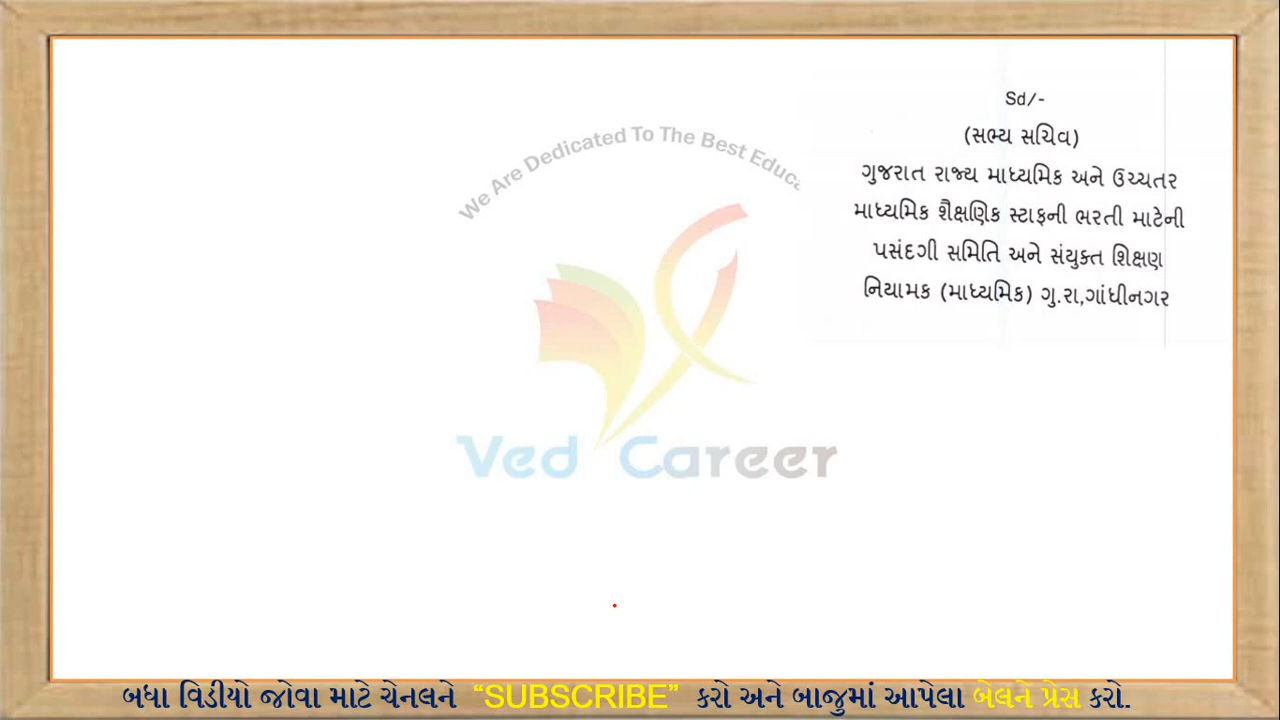 We Are Dedicated To The Best
Sd/-
(સભ્ય સચિવ)
ગુજરાત રાજ્ય માધ્યમિક અને ઉચ્ચતર
માધ્યમિક શૈક્ષણિક સ્ટાફની ભરતી માટેની
પસંદગી સમિતિ અને સંયુક્ત શિક્ષણ
નિયામક (માધ્યમિક) ગુ.રા,ગાંધીનગર
Ved Career
બધા વિડીયો જોવા માટે ચેનલને “SUBSCRIBE” કરો અને બાજુમાં આપેલા બેલને પ્રેસ કરો.